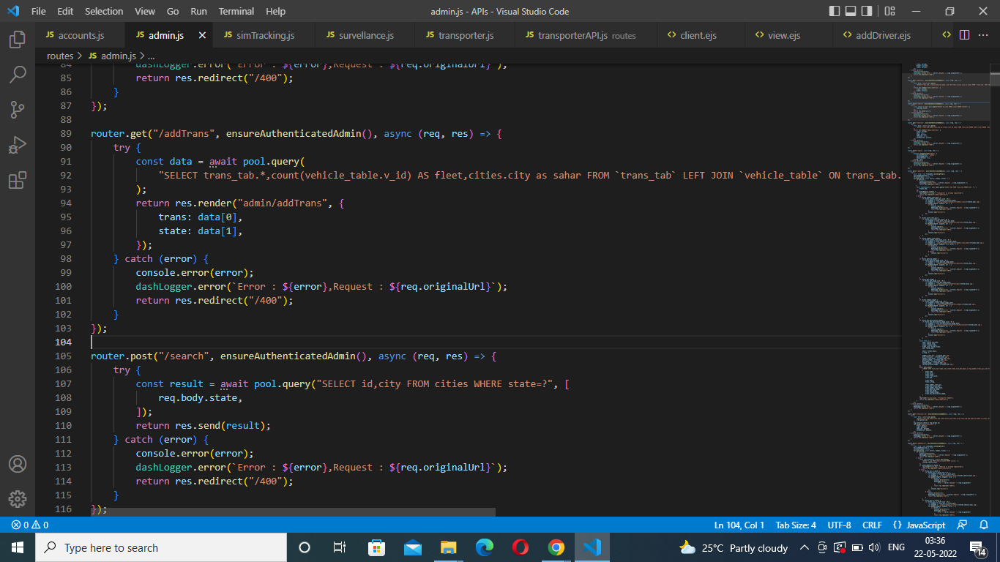 File Edit Selection View Go Run Terminal Help
admin.js - APIs - Visual Studio Code
JS accounts.js
JS admin.js
JS simTracking.js
JS survellance.js
JS transporter.js
JS transporterAPI.js routes
<> client.ejs
<> view.ejs
<> addDriver.ejs
<>
routes > JS admin.js > ...
84 dashLogger.error(`Error : ${error},Request : ${req.originalUrl}`);
85 return res.redirect("/400");
86 }
87 });
88
89 router.get("/addTrans", ensureAuthenticatedAdmin(), async (req, res) => {
90 try {
91 const data = await pool.query(
92 "SELECT trans_tab.*,count(vehicle_table.v_id) AS fleet,cities.city as sahar FROM `trans_tab` LEFT JOIN `vehicle_table` ON trans_tab.
93 );
94 return res.render("admin/addTrans", {
95 trans: data[0],
96 state: data[1],
97 });
98 } catch (error) {
99 console.error(error);
100 dashLogger.error(`Error : ${error},Request : ${req.originalUrl}`);
101 return res.redirect("/400");
102 }
103 });
104
105 router.post("/search", ensureAuthenticatedAdmin(), async (req, res) => {
106 try {
107 const result = await pool.query("SELECT id,city FROM cities WHERE state=?", [
108 req.body.state,
109 ]);
110 return res.send(result);
111 } catch (error) {
112 console.error(error);
113 dashLogger.error(`Error : ${error},Request : ${req.originalUrl}`);
114 return res.redirect("/400");
115 }
116 });
0 0
Ln 104, Col 1 Tab Size: 4 UTF-8 CRLF {} JavaScript
Type here to search
25°C Partly cloudy
ENG
03:36
22-05-2022
14